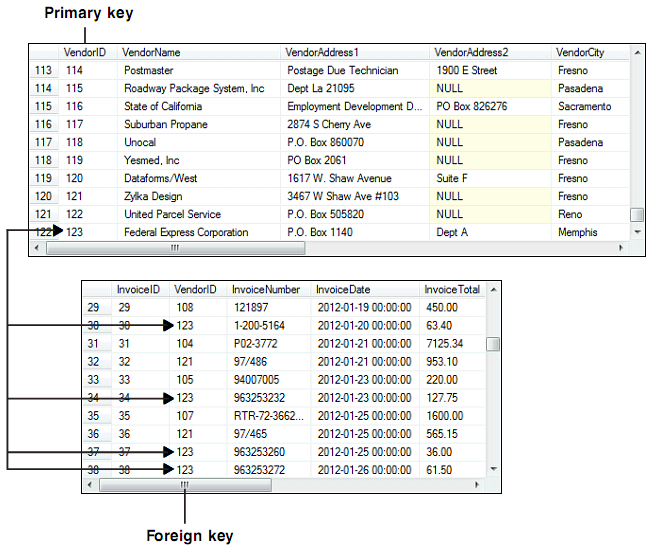 Primary key
VendorID VendorName VendorAddress1 VendorAddress2 VendorCity
113 114 Postmaster Postage Due Technician 1900 E Street Fresno
114 115 Roadway Package System, Inc Dept La 21095 NULL Pasadena
115 116 State of California Employment Development D... PO Box 826276 Sacramento
116 117 Suburban Propane 2874 S Cherry Ave NULL Fresno
117 118 Unocal P.O. Box 860070 NULL Pasadena
118 119 Yesmed, Inc PO Box 2061 NULL Fresno
119 120 Dataforms/West 1617 W. Shaw Avenue Suite F Fresno
120 121 Zylka Design 3467 W Shaw Ave #103 NULL Fresno
121 122 United Parcel Service P.O. Box 505820 NULL Reno
122 123 Federal Express Corporation P.O. Box 1140 Dept A Memphis
InvoiceID VendorID InvoiceNumber InvoiceDate InvoiceTotal
29 29 108 121897 2012-01-19 00:00:00 450.00
30 30 123 1-200-5164 2012-01-20 00:00:00 63.40
31 31 104 P02-3772 2012-01-21 00:00:00 7125.34
32 32 121 97/486 2012-01-21 00:00:00 953.10
33 33 105 94007005 2012-01-23 00:00:00 220.00
34 34 123 963253232 2012-01-23 00:00:00 127.75
35 35 107 RTR-72-3662... 2012-01-25 00:00:00 1600.00
36 36 121 97/465 2012-01-25 00:00:00 565.15
37 37 123 963253260 2012-01-25 00:00:00 36.00
38 38 123 963253272 2012-01-26 00:00:00 61.50
Foreign key